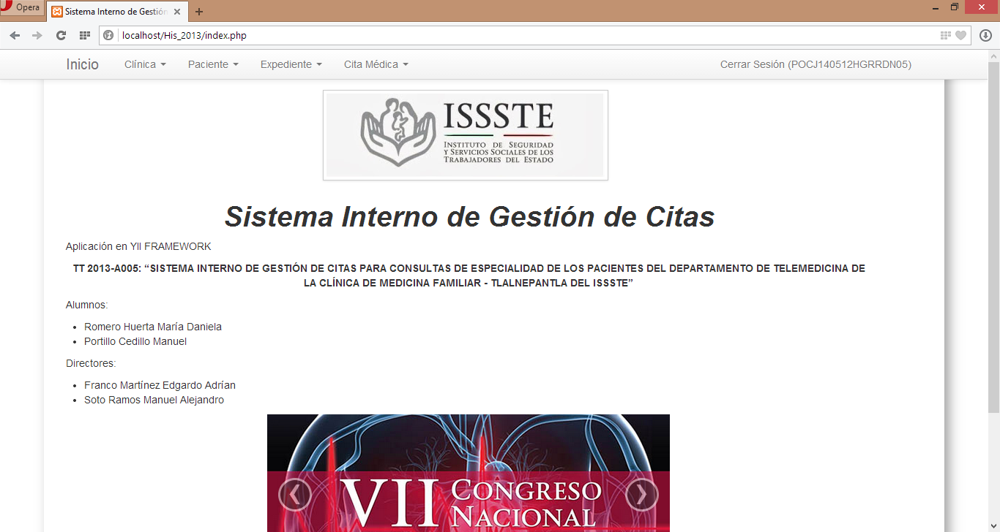 Opera
Sistema Interno de Gestión
localhost/His_2013/index.php
Inicio
Clínica
Paciente
Expediente
Cita Médica
Cerrar Sesión (POCJ140512HGRRDN05)
ISSSTE
INSTITUTO DE SEGURIDAD
Y SERVICIOS SOCIALES DE LOS
TRABAJADORES DEL ESTADO
Sistema Interno de Gestión de Citas
Aplicación en YII FRAMEWORK
TT 2013-A005: “SISTEMA INTERNO DE GESTIÓN DE CITAS PARA CONSULTAS DE ESPECIALIDAD DE LOS PACIENTES DEL DEPARTAMENTO DE TELEMEDICINA DE
LA CLÍNICA DE MEDICINA FAMILIAR - TLALNEPANTLA DEL ISSSTE”
Alumnos:
• Romero Huerta María Daniela
• Portillo Cedillo Manuel
Directores:
• Franco Martínez Edgardo Adrían
• Soto Ramos Manuel Alejandro
VII CONGRESO
NACIONAL